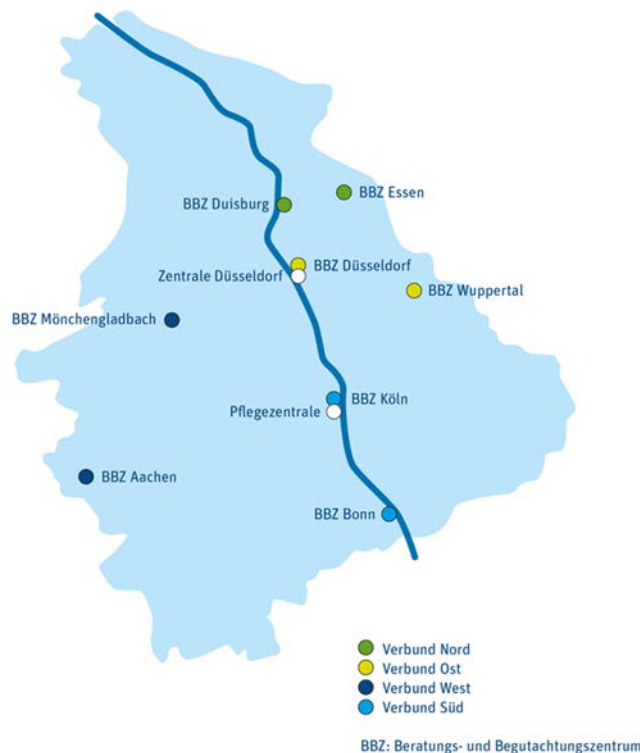 BBZ Essen
BBZ Duisburg
BBZ Düsseldorf
Zentrale Düsseldorf
BBZ Wuppertal
BBZ Mönchengladbach
BBZ Köln
Pflegezentrale
BBZ Aachen
BBZ Bonn
Verbund Nord
Verbund Ost
Verbund West
Verbund Süd
BBZ: Beratungs- und Begutachtungszentrum